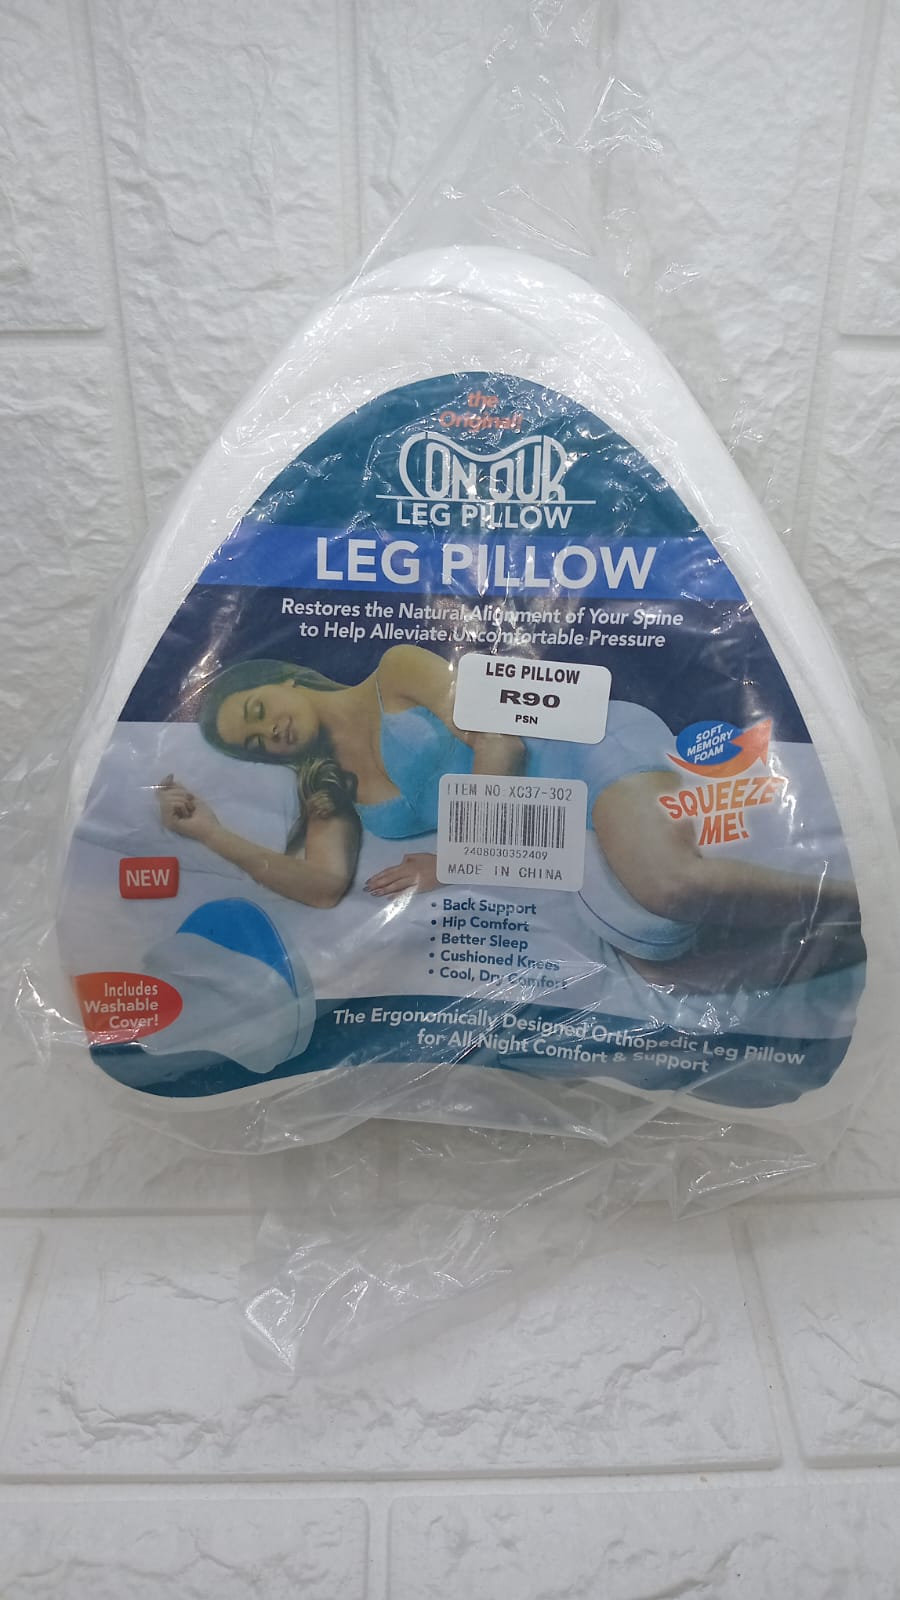 the
Original!
CONTOUR
LEG PILLOW
LEG PILLOW
Restores the Natural Alignment of Your Spine
to Help Alleviate Uncomfortable Pressure
LEG PILLOW
R90
PSN
SOFT
MEMORY
FOAM
SQUEEZE
ME!
ITEM NO:XC37-302
2408030352409
MADE IN CHINA
NEW
• Back Support
• Hip Comfort
• Better Sleep
• Cushioned Knees
• Cool, Dry Comfort
Includes
Washable
Cover!
The Ergonomically Designed Orthopedic Leg Pillow
for All Night Comfort & Support